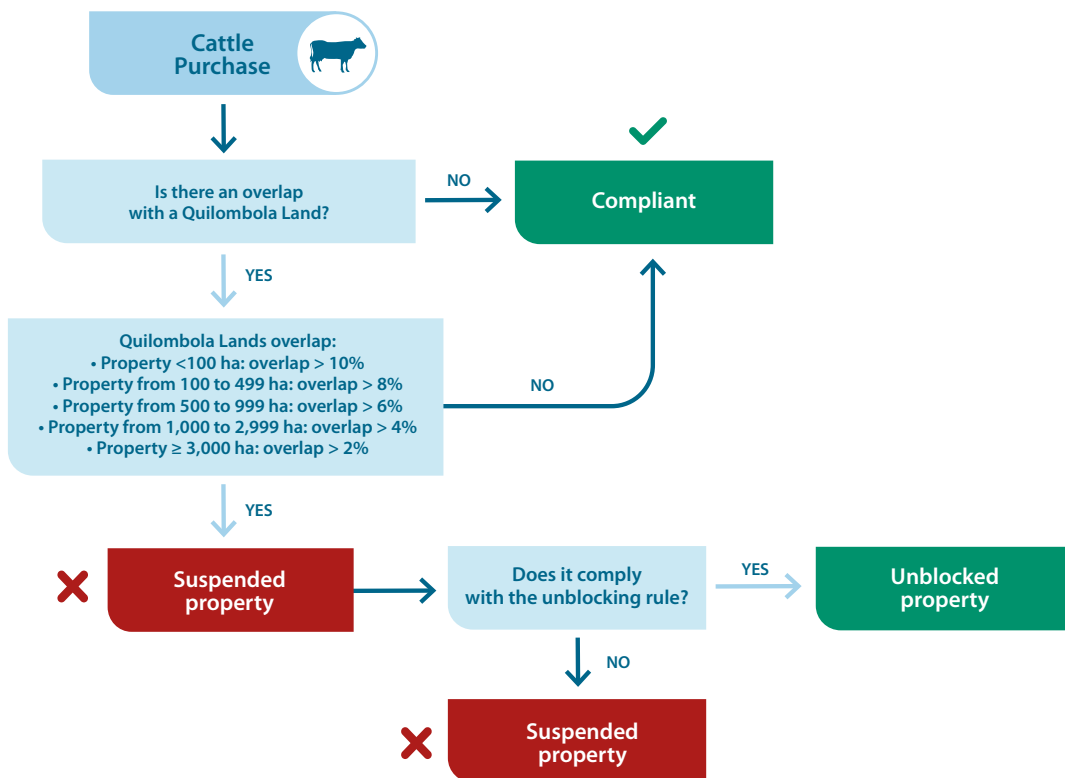 Cattle
Purchase
Is there an overlap
with a Quilombola Land?
NO
Compliant
YES
Quilombola Lands overlap:
• Property <100 ha: overlap > 10%
• Property from 100 to 499 ha: overlap > 8%
• Property from 500 to 999 ha: overlap > 6%
• Property from 1,000 to 2,999 ha: overlap > 4%
• Property ≥ 3,000 ha: overlap > 2%
NO
YES
Suspended
property
Does it comply
with the unblocking rule?
YES
Unblocked
property
NO
Suspended
property